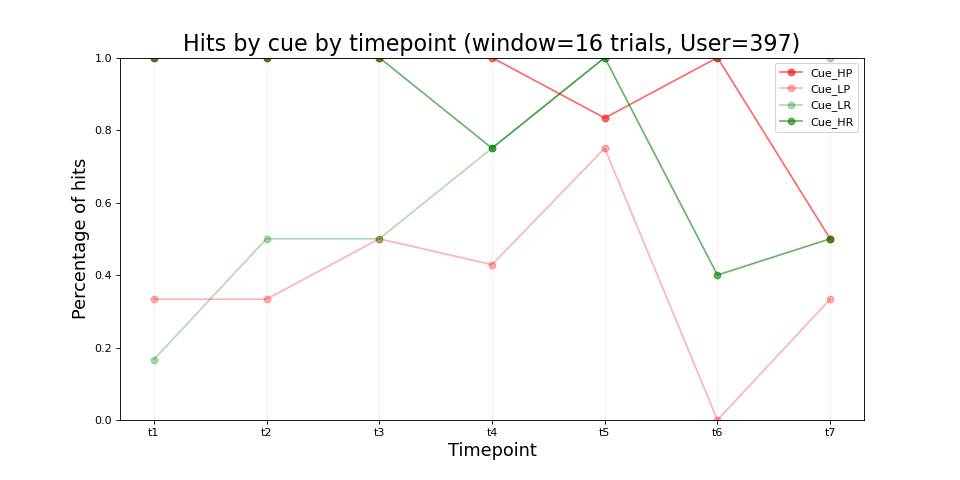 Hits by cue by timepoint (window=16 trials, User=397)
1.0
0.8
0.6
0.4
0.2
0.0
Percentage of hits
Cue_HP
Cue_LP
Cue_LR
Cue_HR
t1 t2 t3 t4 t5 t6 t7
Timepoint